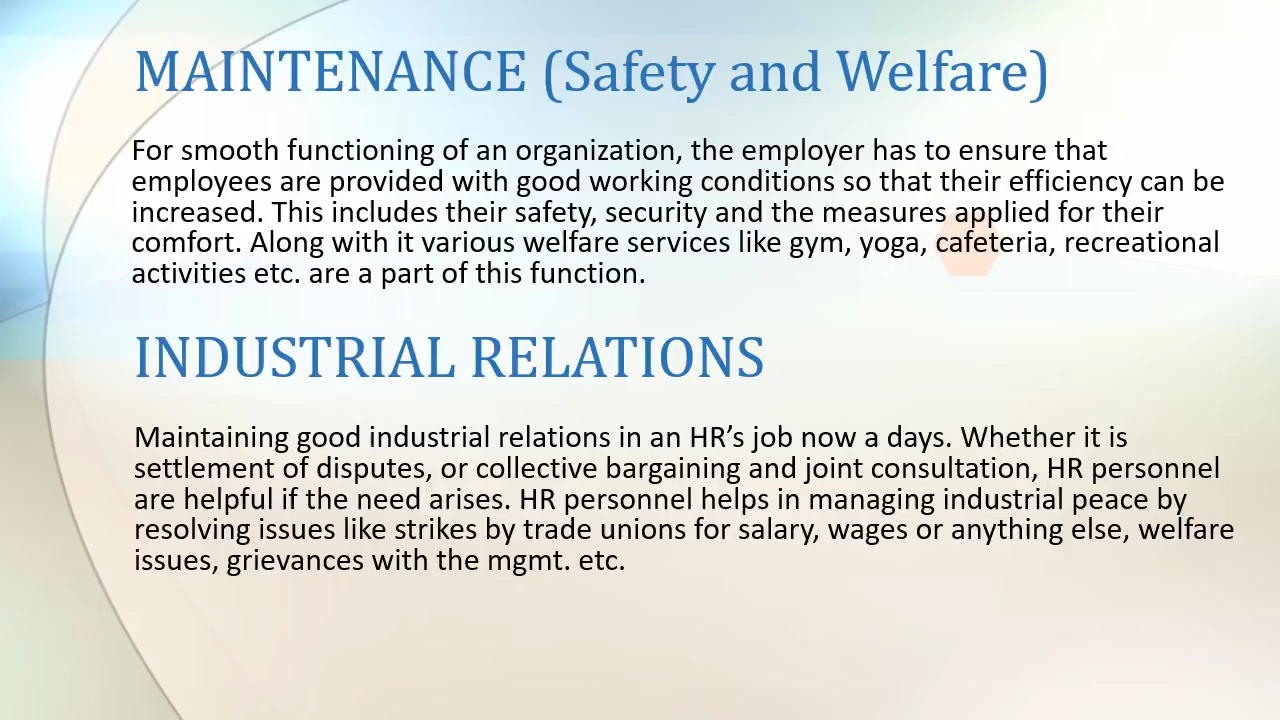 MAINTENANCE (Safety and Welfare)
For smooth functioning of an organization, the employer has to ensure that
employees are provided with good working conditions so that their efficiency can be
increased. This includes their safety, security and the measures applied for their
comfort. Along with it various welfare services like gym, yoga, cafeteria, recreational
activities etc. are a part of this function.
INDUSTRIAL RELATIONS
Maintaining good industrial relations in an HR’s job now a days. Whether it is
settlement of disputes, or collective bargaining and joint consultation, HR personnel
are helpful if the need arises. HR personnel helps in managing industrial peace by
resolving issues like strikes by trade unions for salary, wages or anything else, welfare
issues, grievances with the mgmt. etc.